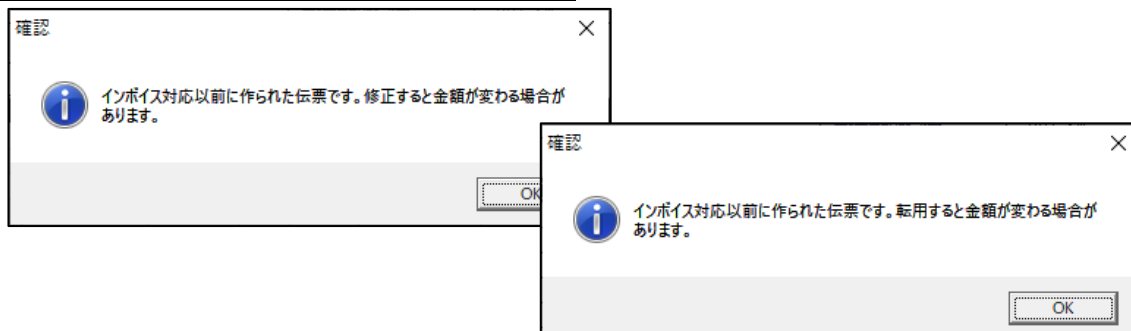 確認
インボイス対応以前に作られた伝票です。修正すると金額が変わる場合が
あります。
OK
確認
インボイス対応以前に作られた伝票です。転用すると金額が変わる場合が
あります。
OK